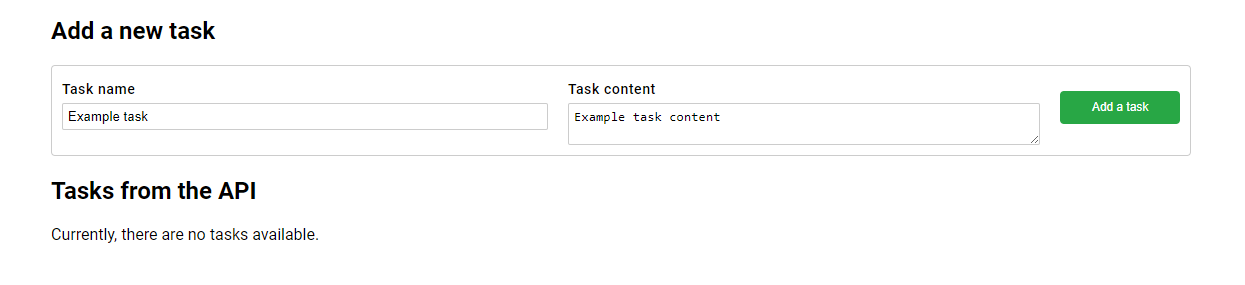 Add a new task
Task name
Task content
Example task
Example task content
Add a task
Tasks from the API
Currently, there are no tasks available.